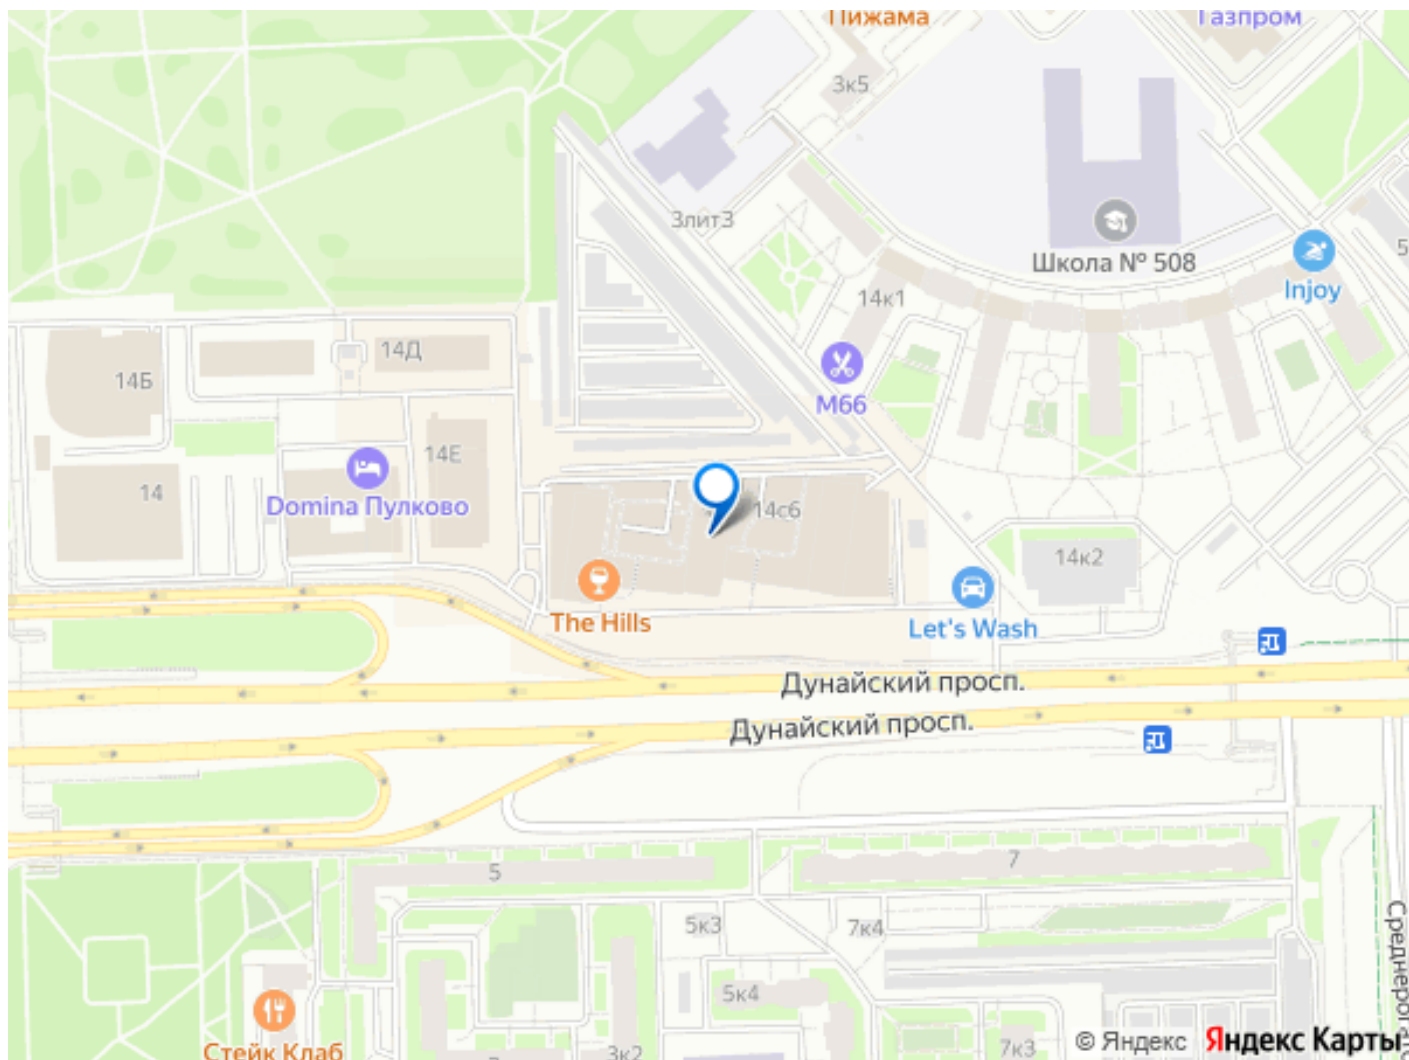 Пижама
Газпром
3к5
3лит3
Школа № 508
Injoy
14к1
14Д
14Б
М66
14Е
14
Domina Пулково
14с6
14к2
The Hills
Let's Wash
Дунайский просп.
Дунайский просп.
5
7
5к3
7к4
5к4
Стейк Клаб
3к2
7к3
© Яндекс
Яндекс Карты